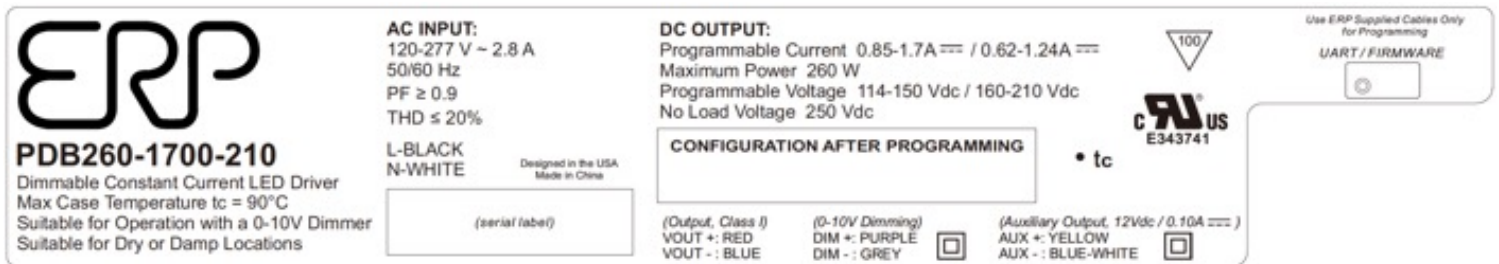 ERP
PDB260-1700-210
Dimmable Constant Current LED Driver
Max Case Temperature tc = 90°C
Suitable for Operation with a 0-10V Dimmer
Suitable for Dry or Damp Locations
AC INPUT:
120-277 V ~ 2.8 A
50/60 Hz
PF ≥ 0.9
THD ≤ 20%
L-BLACK
N-WHITE
Designed in the USA
Made in China
(serial label)
DC OUTPUT:
Programmable Current 0.85-1.7A ⎓ / 0.62-1.24A ⎓
Maximum Power 260 W
Programmable Voltage 114-150 Vdc / 160-210 Vdc
No Load Voltage 250 Vdc
CONFIGURATION AFTER PROGRAMMING
(Output, Class I)
VOUT +: RED
VOUT - : BLUE
(0-10V Dimming)
DIM +: PURPLE
DIM - : GREY
(Auxiliary Output, 12Vdc / 0.10A ⎓ )
AUX +: YELLOW
AUX - : BLUE-WHITE
• tc
100
c RU US
E343741
Use ERP Supplied Cables Only
for Programming
UART / FIRMWARE